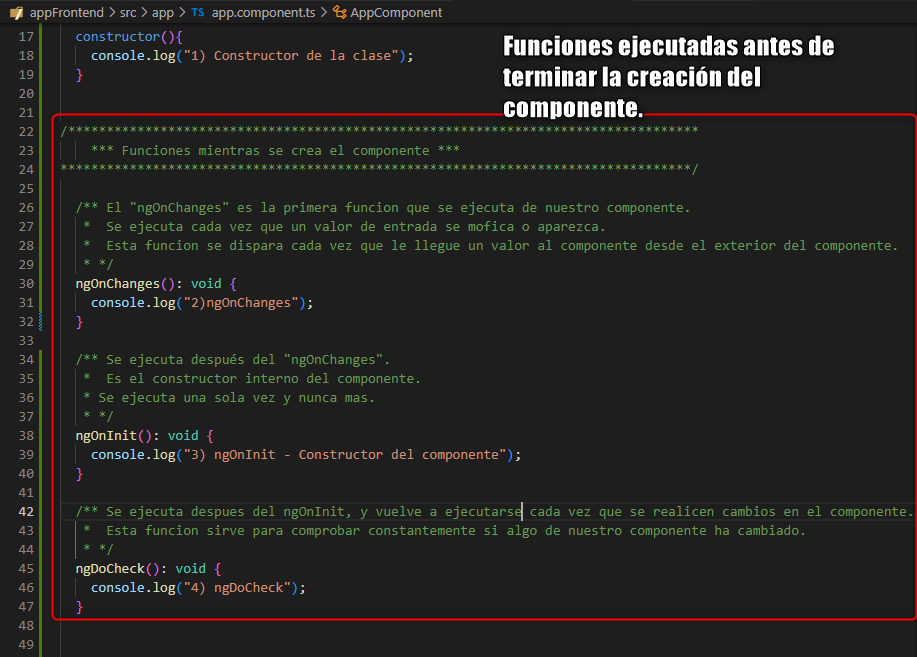 appFrontend > src > app > TS app.component.ts > AppComponent
Funciones ejecutadas antes de
terminar la creación del
componente.
17 constructor(){
18 console.log("1) Constructor de la clase");
19 }
20
21
22 /**********************************************************************************
23 *** Funciones mientras se crea el componente ***
24 **********************************************************************************/
25
26 /** El "ngOnChanges" es la primera funcion que se ejecuta de nuestro componente.
27 * Se ejecuta cada vez que un valor de entrada se mofica o aparezca.
28 * Esta funcion se dispara cada vez que le llegue un valor al componente desde el exterior del componente.
29 * */
30 ngOnChanges(): void {
31 console.log("2)ngOnChanges");
32 }
33
34 /** Se ejecuta después del "ngOnChanges".
35 * Es el constructor interno del componente.
36 * Se ejecuta una sola vez y nunca mas.
37 * */
38 ngOnInit(): void {
39 console.log("3) ngOnInit - Constructor del componente");
40 }
41
42 /** Se ejecuta despues del ngOnInit, y vuelve a ejecutarse cada vez que se realicen cambios en el componente.
43 * Esta funcion sirve para comprobar constantemente si algo de nuestro componente ha cambiado.
44 * */
45 ngDoCheck(): void {
46 console.log("4) ngDoCheck");
47 }
48
49